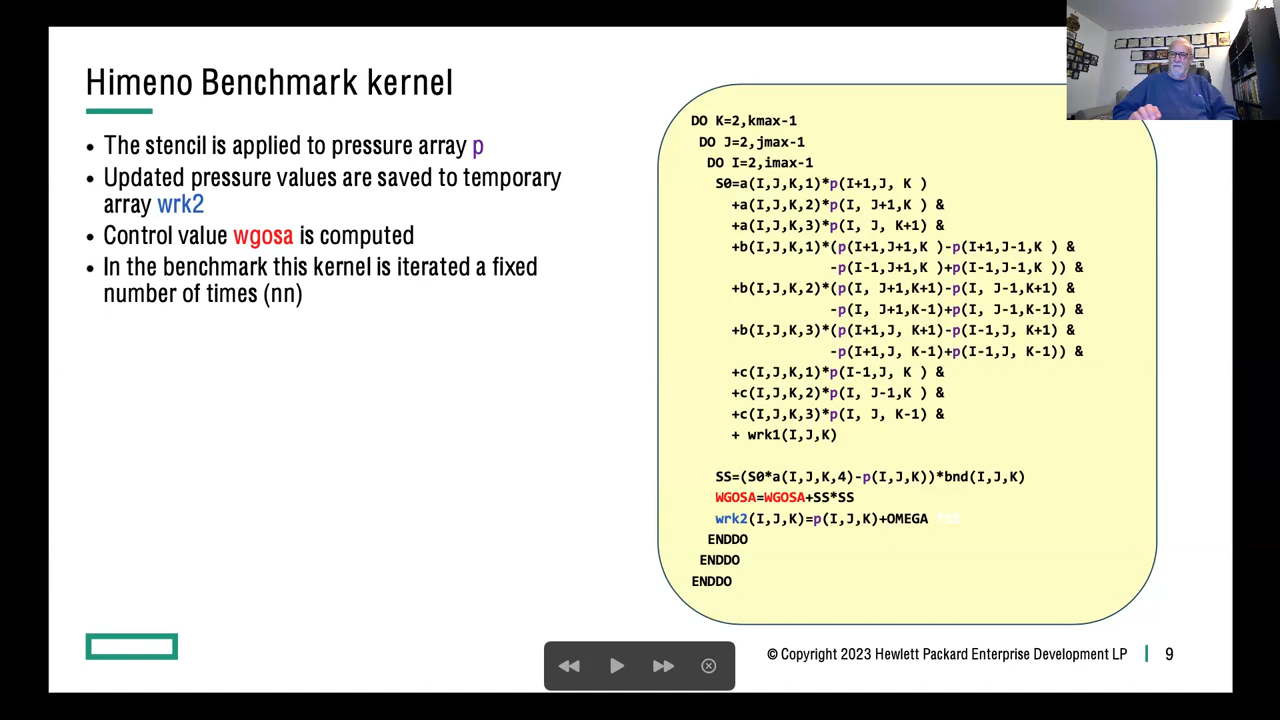 Himeno Benchmark kernel
• The stencil is applied to pressure array p
• Updated pressure values are saved to temporary
array wrk2
• Control value wgosa is computed
• In the benchmark this kernel is iterated a fixed
number of times (nn)
DO K=2,kmax-1
DO J=2,jmax-1
DO I=2,imax-1
S0=a(I,J,K,1)*p(I+1,J, K )
+a(I,J,K,2)*p(I, J+1,K ) &
+a(I,J,K,3)*p(I, J, K+1) &
+b(I,J,K,1)*(p(I+1,J+1,K )-p(I+1,J-1,K ) &
-p(I-1,J+1,K )+p(I-1,J-1,K )) &
+b(I,J,K,2)*(p(I, J+1,K+1)-p(I, J-1,K+1) &
-p(I, J+1,K-1)+p(I, J-1,K-1)) &
+b(I,J,K,3)*(p(I+1,J, K+1)-p(I-1,J, K+1) &
-p(I+1,J, K-1)+p(I-1,J, K-1)) &
+c(I,J,K,1)*p(I-1,J, K ) &
+c(I,J,K,2)*p(I, J-1,K ) &
+c(I,J,K,3)*p(I, J, K-1) &
+ wrk1(I,J,K)
SS=(S0*a(I,J,K,4)-p(I,J,K))*bnd(I,J,K)
WGOSA=WGOSA+SS*SS
wrk2(I,J,K)=p(I,J,K)+OMEGA *SS
ENDDO
ENDDO
ENDDO
© Copyright 2023 Hewlett Packard Enterprise Development LP
9